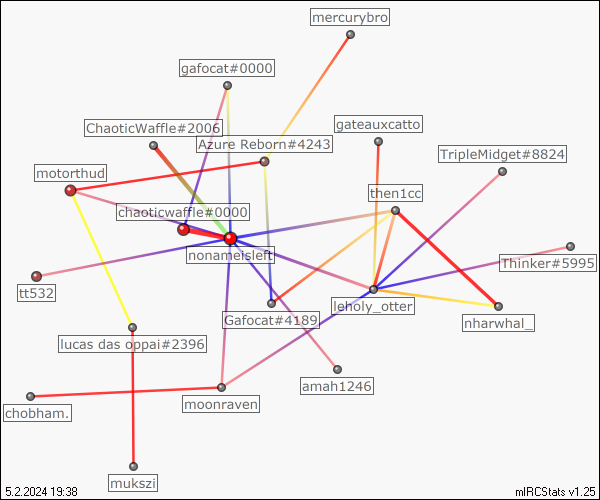 mercurybro
gafocat#0000
ChaoticWaffle#2006
gateauxcatto
Azure Reborn#4243
TripleMidget#8824
motorthud
then1cc
chaoticwaffle#0000
nonameisleft
Thinker#5995
tt532
leholy_otter
Gafocat#4189
nharwhal_
lucas das oppai#2396
amah1246
moonraven
chobham.
mukszi
5.2.2024 19:38
mIRCStats v1.25